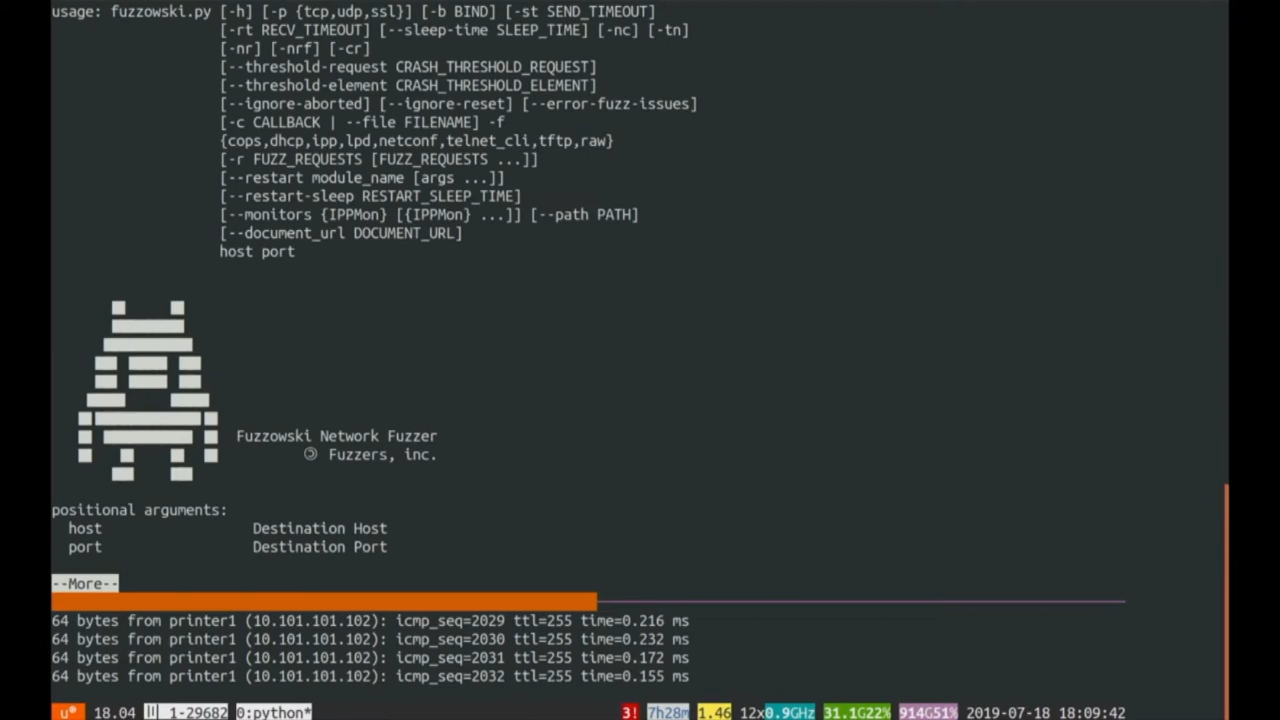 usage: fuzzowski.py [-h] [-p {tcp,udp,ssl}] [-b BIND] [-st SEND_TIMEOUT]
[-rt RECV_TIMEOUT] [--sleep-time SLEEP_TIME] [-nc] [-tn]
[-nr] [-nrf] [-cr]
[--threshold-request CRASH_THRESHOLD_REQUEST]
[--threshold-element CRASH_THRESHOLD_ELEMENT]
[--ignore-aborted] [--ignore-reset] [--error-fuzz-issues]
[-c CALLBACK | --file FILENAME] -f
{cops,dhcp,ipp,lpd,netconf,telnet_cli,tftp,raw}
[-r FUZZ_REQUESTS [FUZZ_REQUESTS ...]]
[--restart module_name [args ...]]
[--restart-sleep RESTART_SLEEP_TIME]
[--monitors {IPPMon} [{IPPMon} ...]] [--path PATH]
[--document_url DOCUMENT_URL]
host port
Fuzzowski Network Fuzzer
🄯 Fuzzers, inc.
positional arguments:
host Destination Host
port Destination Port
--More--
64 bytes from printer1 (10.101.101.102): icmp_seq=2029 ttl=255 time=0.216 ms
64 bytes from printer1 (10.101.101.102): icmp_seq=2030 ttl=255 time=0.232 ms
64 bytes from printer1 (10.101.101.102): icmp_seq=2031 ttl=255 time=0.172 ms
64 bytes from printer1 (10.101.101.102): icmp_seq=2032 ttl=255 time=0.155 ms
u® 18.04 1-29682 0:python* 3! 7h28m 1.46 12x0.9GHz 31.1G22% 914G51% 2019-07-18 18:09:42